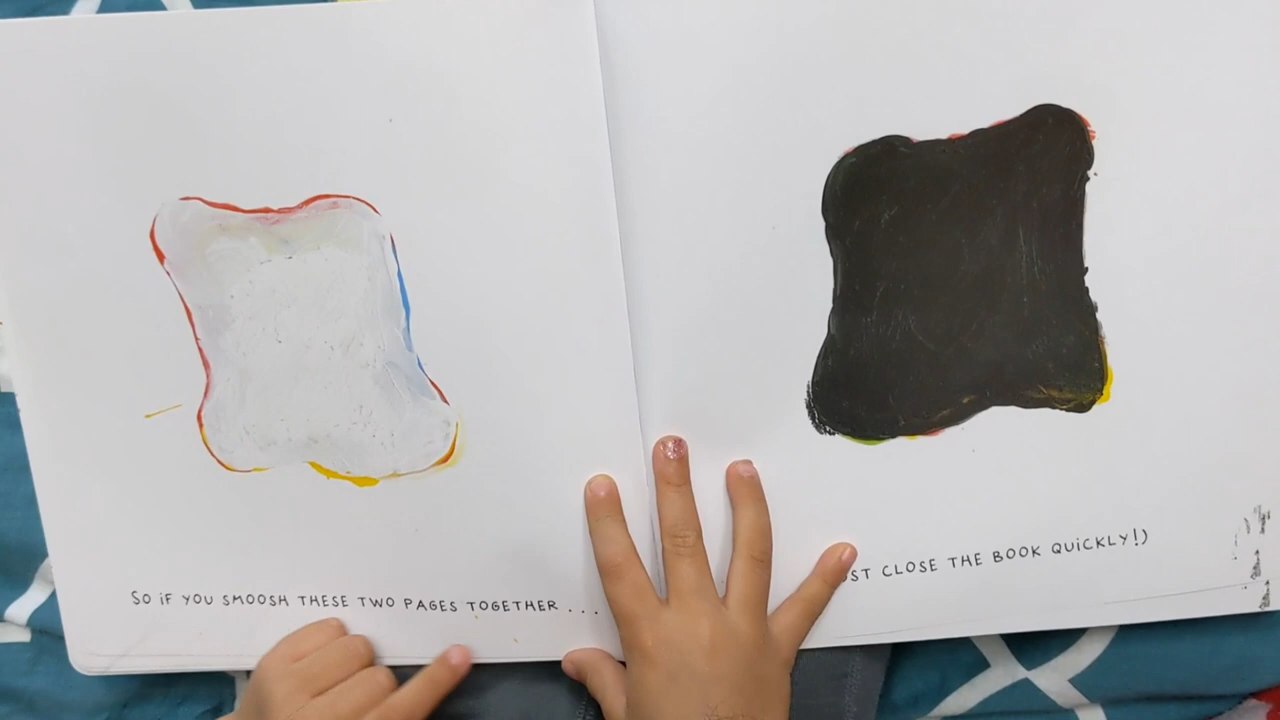 SO iF YOU SMOOSH THESE TWO PAGES TOGETHER . . .
CLOSE THE BOOK QUiCKLY!)